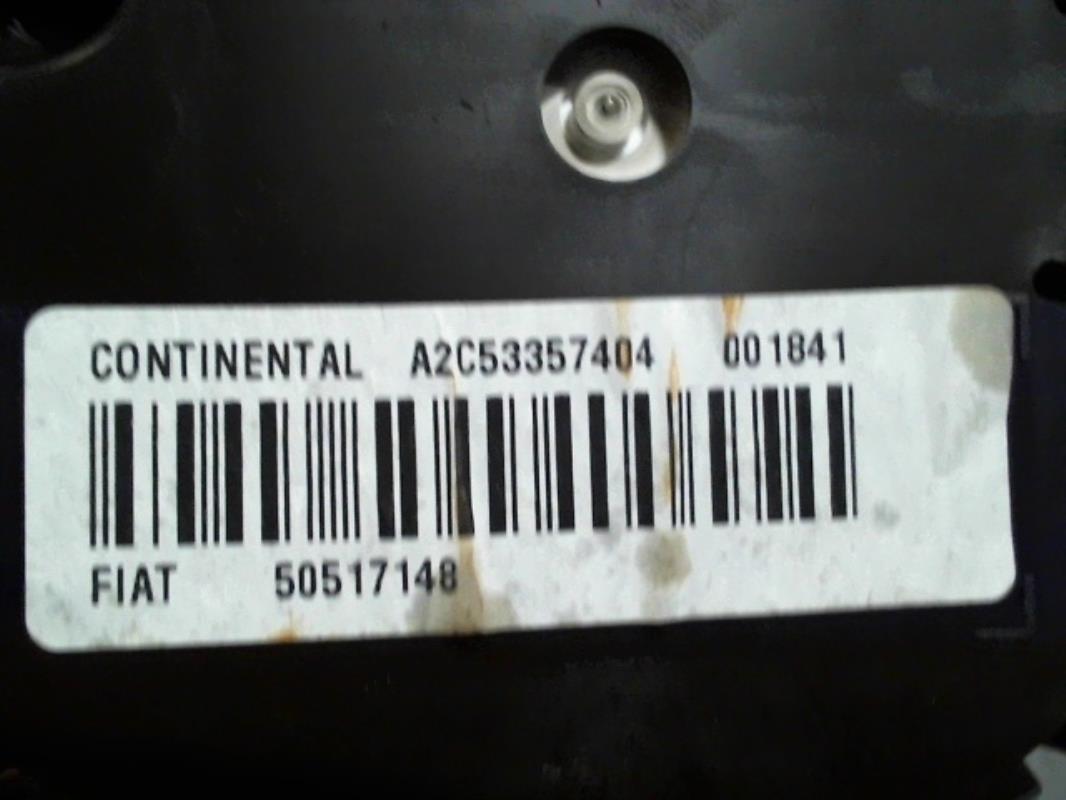 CONTINENTAL A2C53357404 001841
FIAT 50517148